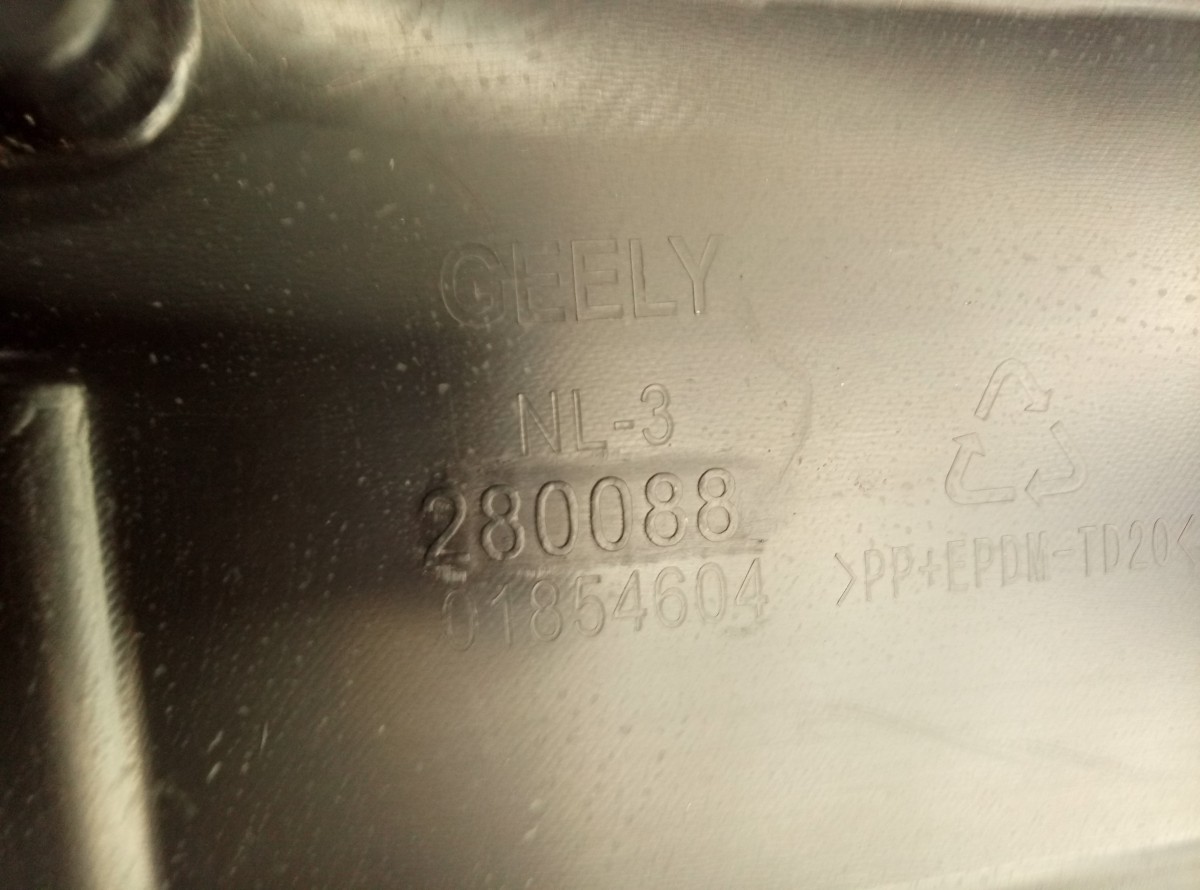 GEELY
NL-3
280088
01854604
>PP+EPDM-TD20<